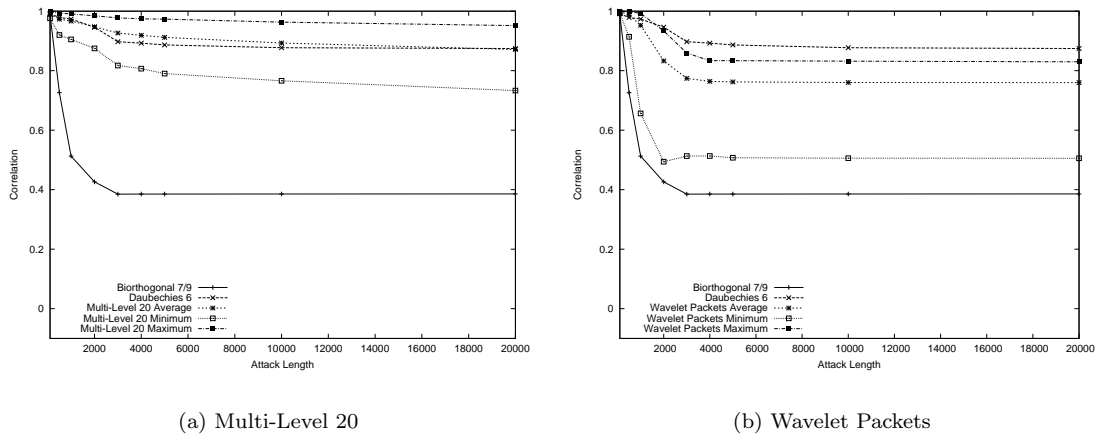 1
0.8
0.6
0.4
0.2
0
Correlation
Biorthogonal 7/9
Daubechies 6
Multi-Level 20 Average
Multi-Level 20 Minimum
Multi-Level 20 Maximum
2000 4000 6000 8000 10000 12000 14000 16000 18000 20000
Attack Length
(a) Multi-Level 20
1
0.8
0.6
0.4
0.2
0
Correlation
Biorthogonal 7/9
Daubechies 6
Wavelet Packets Average
Wavelet Packets Minimum
Wavelet Packets Maximum
2000 4000 6000 8000 10000 12000 14000 16000 18000 20000
Attack Length
(b) Wavelet Packets